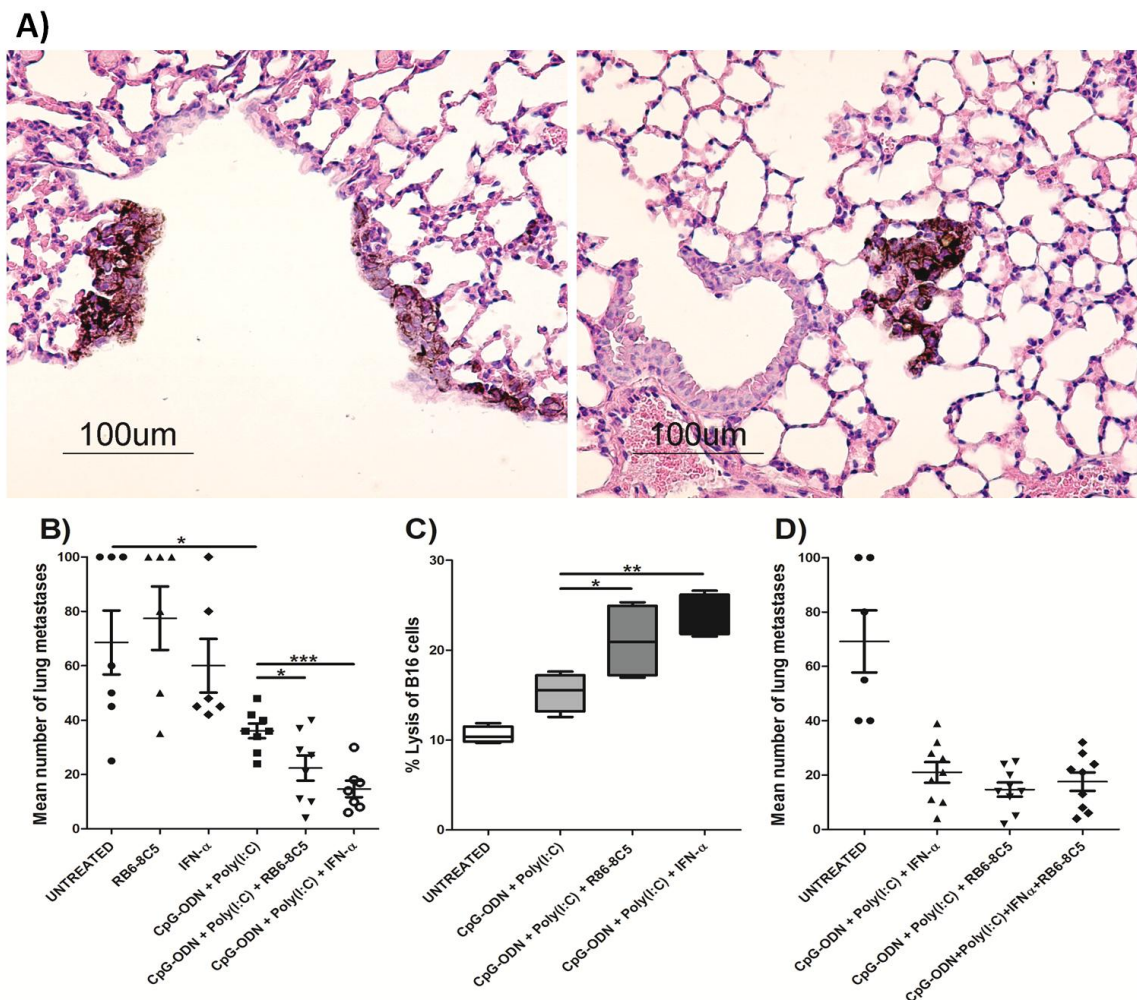 A)
100um
100um
B)
Mean number of lung metastases
100
80
60
40
20
0
*
***
*
UNTREATED
RB6-8C5
IFN-α
CpG-ODN + Poly(I:C)
CpG-ODN + Poly(I:C) + RB6-8C5
CpG-ODN + Poly(I:C) + IFN-α
C)
% Lysis of B16 cells
30
20
10
0
**
*
UNTREATED
CpG-ODN + Poly(I:C)
CpG-ODN + Poly(I:C) + R86-8C5
CpG-ODN + Poly(I:C) + IFN-α
D)
Mean number of lung metastases
100
80
60
40
20
0
UNTREATED
CpG-ODN + Poly(I:C) + IFN-α
CpG-ODN + Poly(I:C) + RB6-8C5
CpG-ODN+Poly(I:C)+IFNα+RB6-8C5